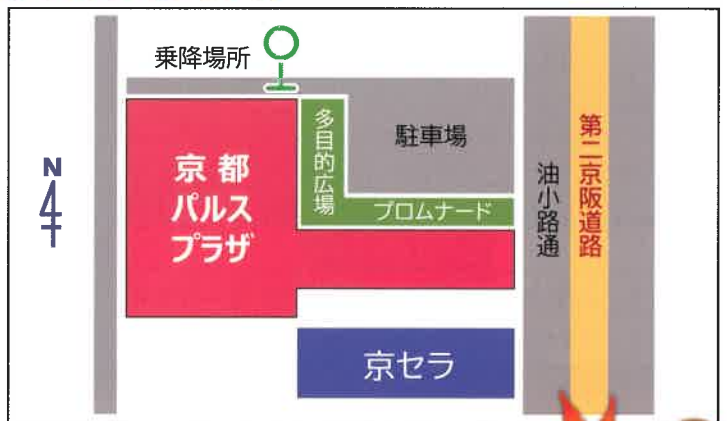 乗降場所
N
京都
パルス
プラザ
多目的広場
駐車場
プロムナード
油小路通
第二京阪道路
京セラ